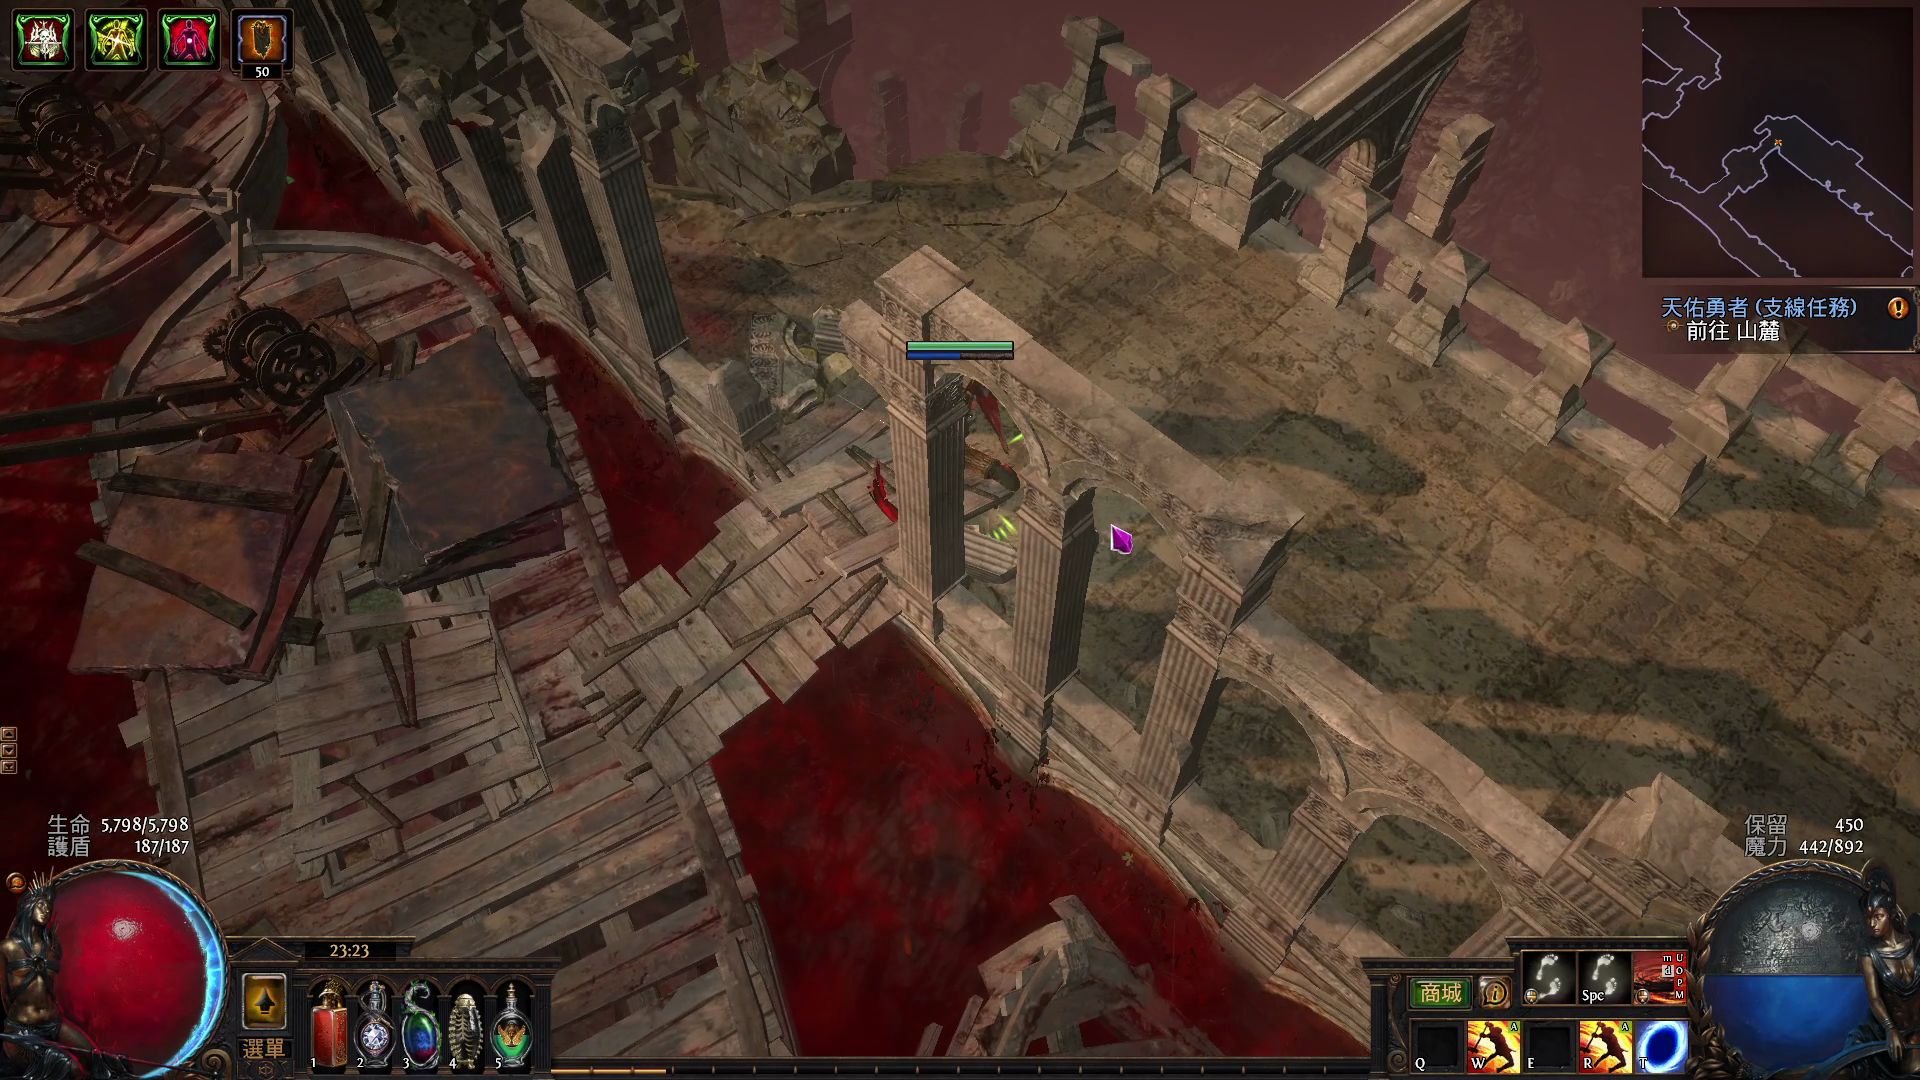 50
天佑勇者 (支線任務)
前往 山麓
生命 5,798/5,798
護盾 187/187
保留 450
魔力 442/892
23:23
選單
1 2 3 4 5
商城
Spc
m U
d O
P
M
Q W A E R A T